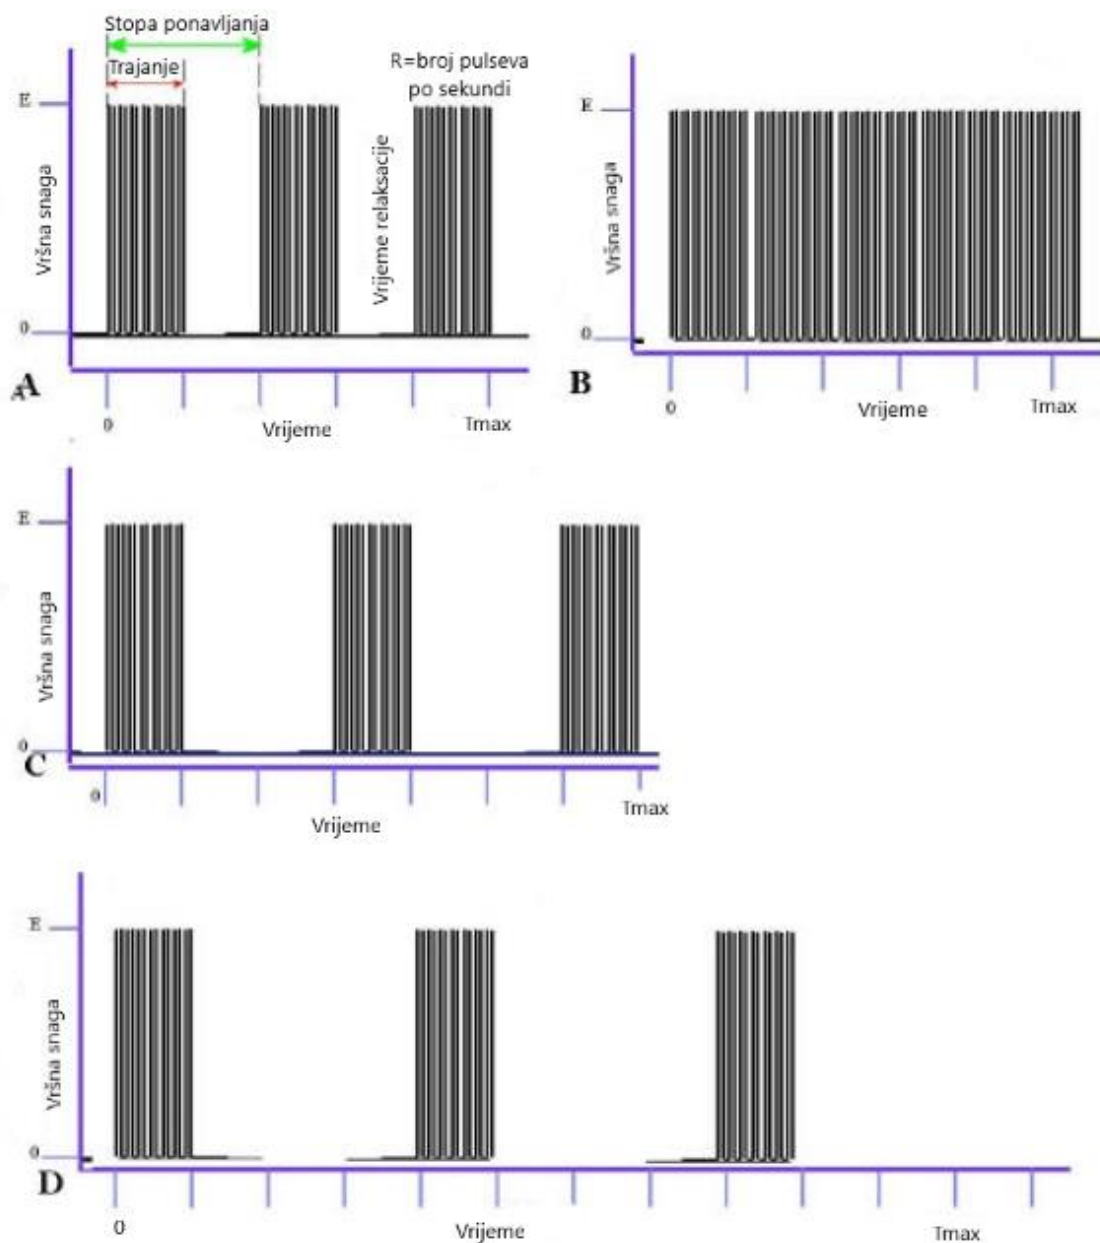 Stopa ponavljanja
Trajanje
R=broj pulseva
po sekundi
E
Vršna snaga
Vrijeme relaksacije
0
A
A
0
Vrijeme
Tmax
E
Vršna snaga
0
B
0
Vrijeme
Tmax
E
Vršna snaga
0
C
0
Vrijeme
Tmax
E
Vršna snaga
0
D
0
Vrijeme
Tmax